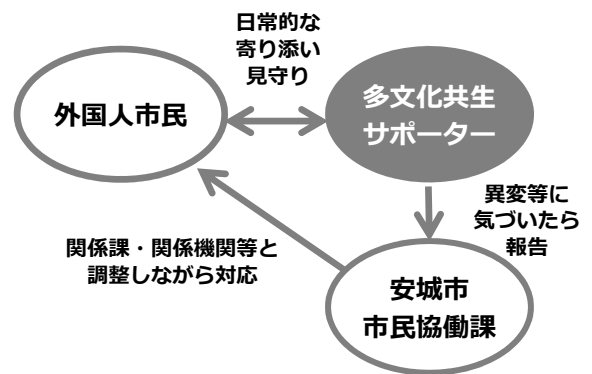 日常的な
寄り添い
見守り
外国人市民
多文化共生
サポーター
異変等に
気づいたら
報告
関係課・関係機関等と
調整しながら対応
安城市
市民協働課